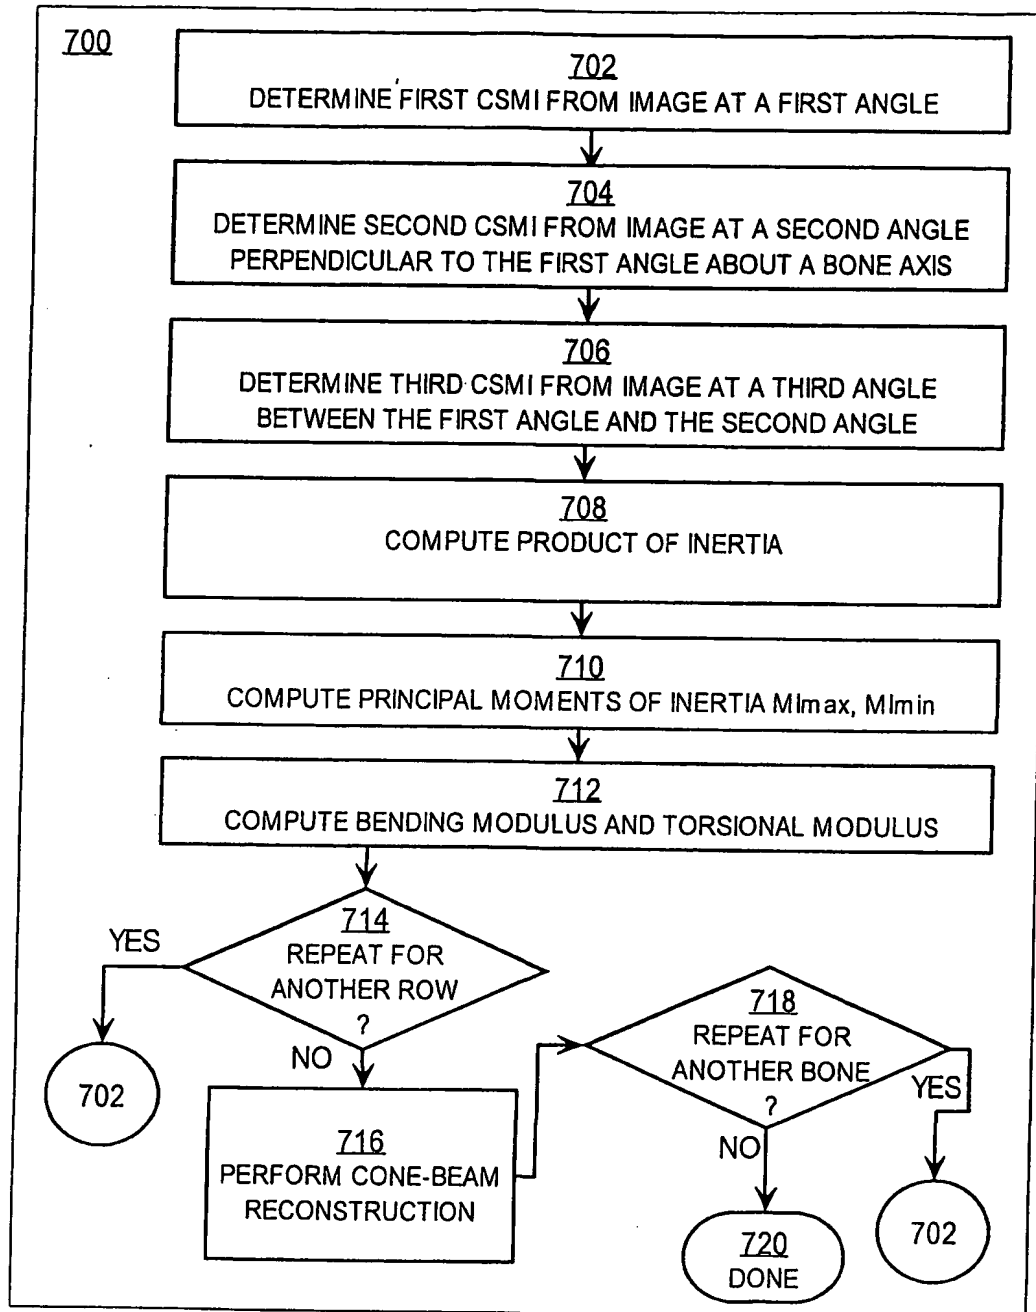 700
702
DETERMINE FIRST CSMI FROM IMAGE AT A FIRST ANGLE
704
DETERMINE SECOND CSMI FROM IMAGE AT A SECOND ANGLE
PERPENDICULAR TO THE FIRST ANGLE ABOUT A BONE AXIS
706
DETERMINE THIRD CSMI FROM IMAGE AT A THIRD ANGLE
BETWEEN THE FIRST ANGLE AND THE SECOND ANGLE
708
COMPUTE PRODUCT OF INERTIA
710
COMPUTE PRINCIPAL MOMENTS OF INERTIA MImax, MImin
712
COMPUTE BENDING MODULUS AND TORSIONAL MODULUS
714
REPEAT FOR
ANOTHER ROW
?
YES
702
NO
716
PERFORM CONE-BEAM
RECONSTRUCTION
718
REPEAT FOR
ANOTHER BONE
?
YES
702
NO
720
DONE